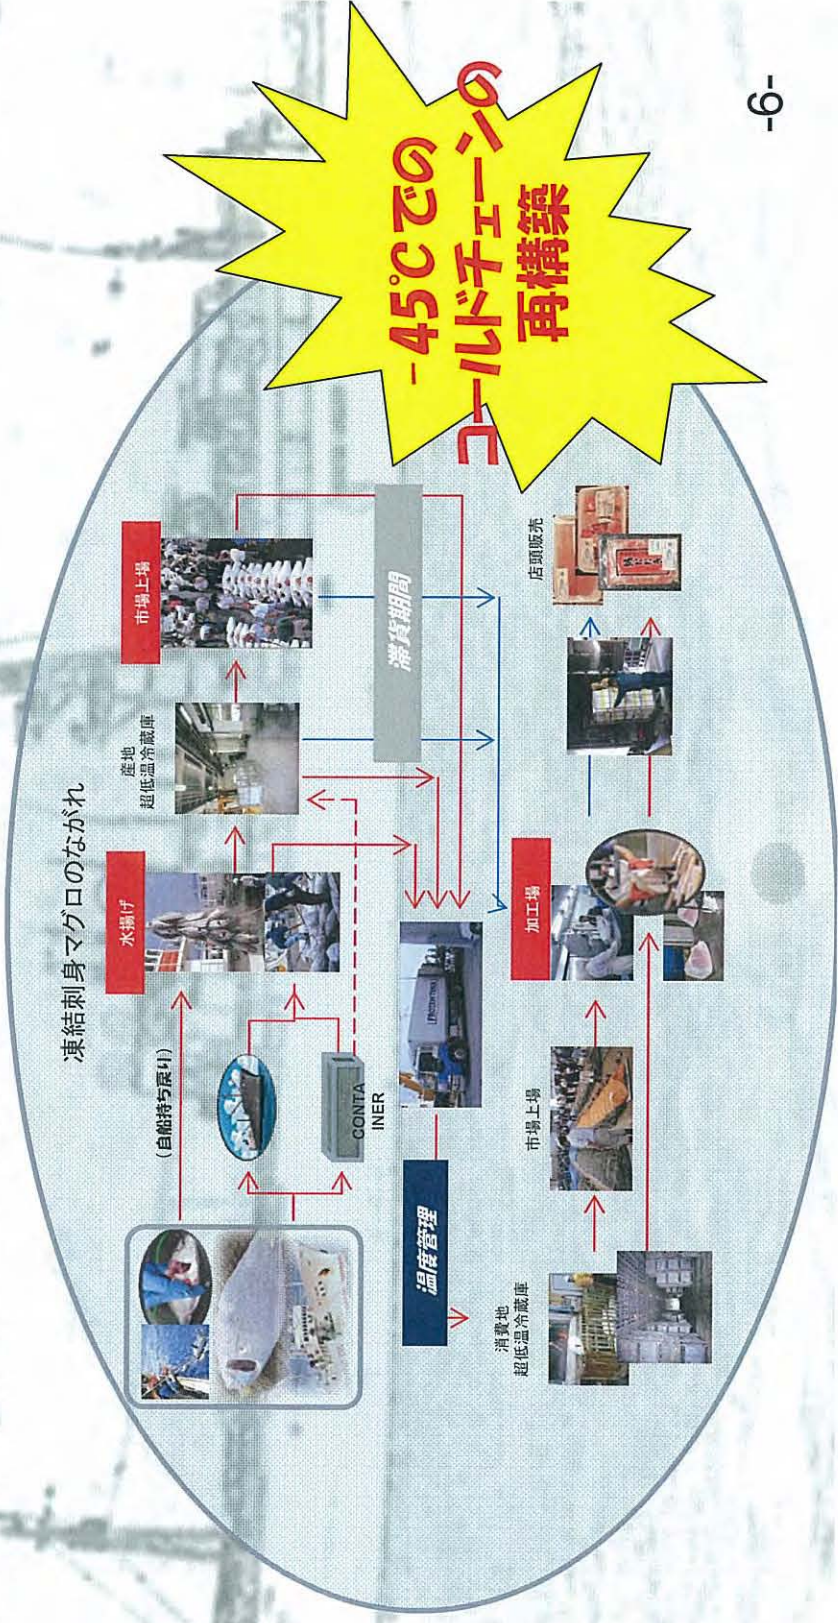 凍結刺身マグロのながれ
(自船持ち戻り)
CONTA
INER
水揚げ
産地
超低温冷蔵庫
市場上場
滞貨期間
温度管理
消費地
超低温冷蔵庫
市場上場
加工場
店頭販売
-45℃での
コールドチェーンの
再構築
-6-